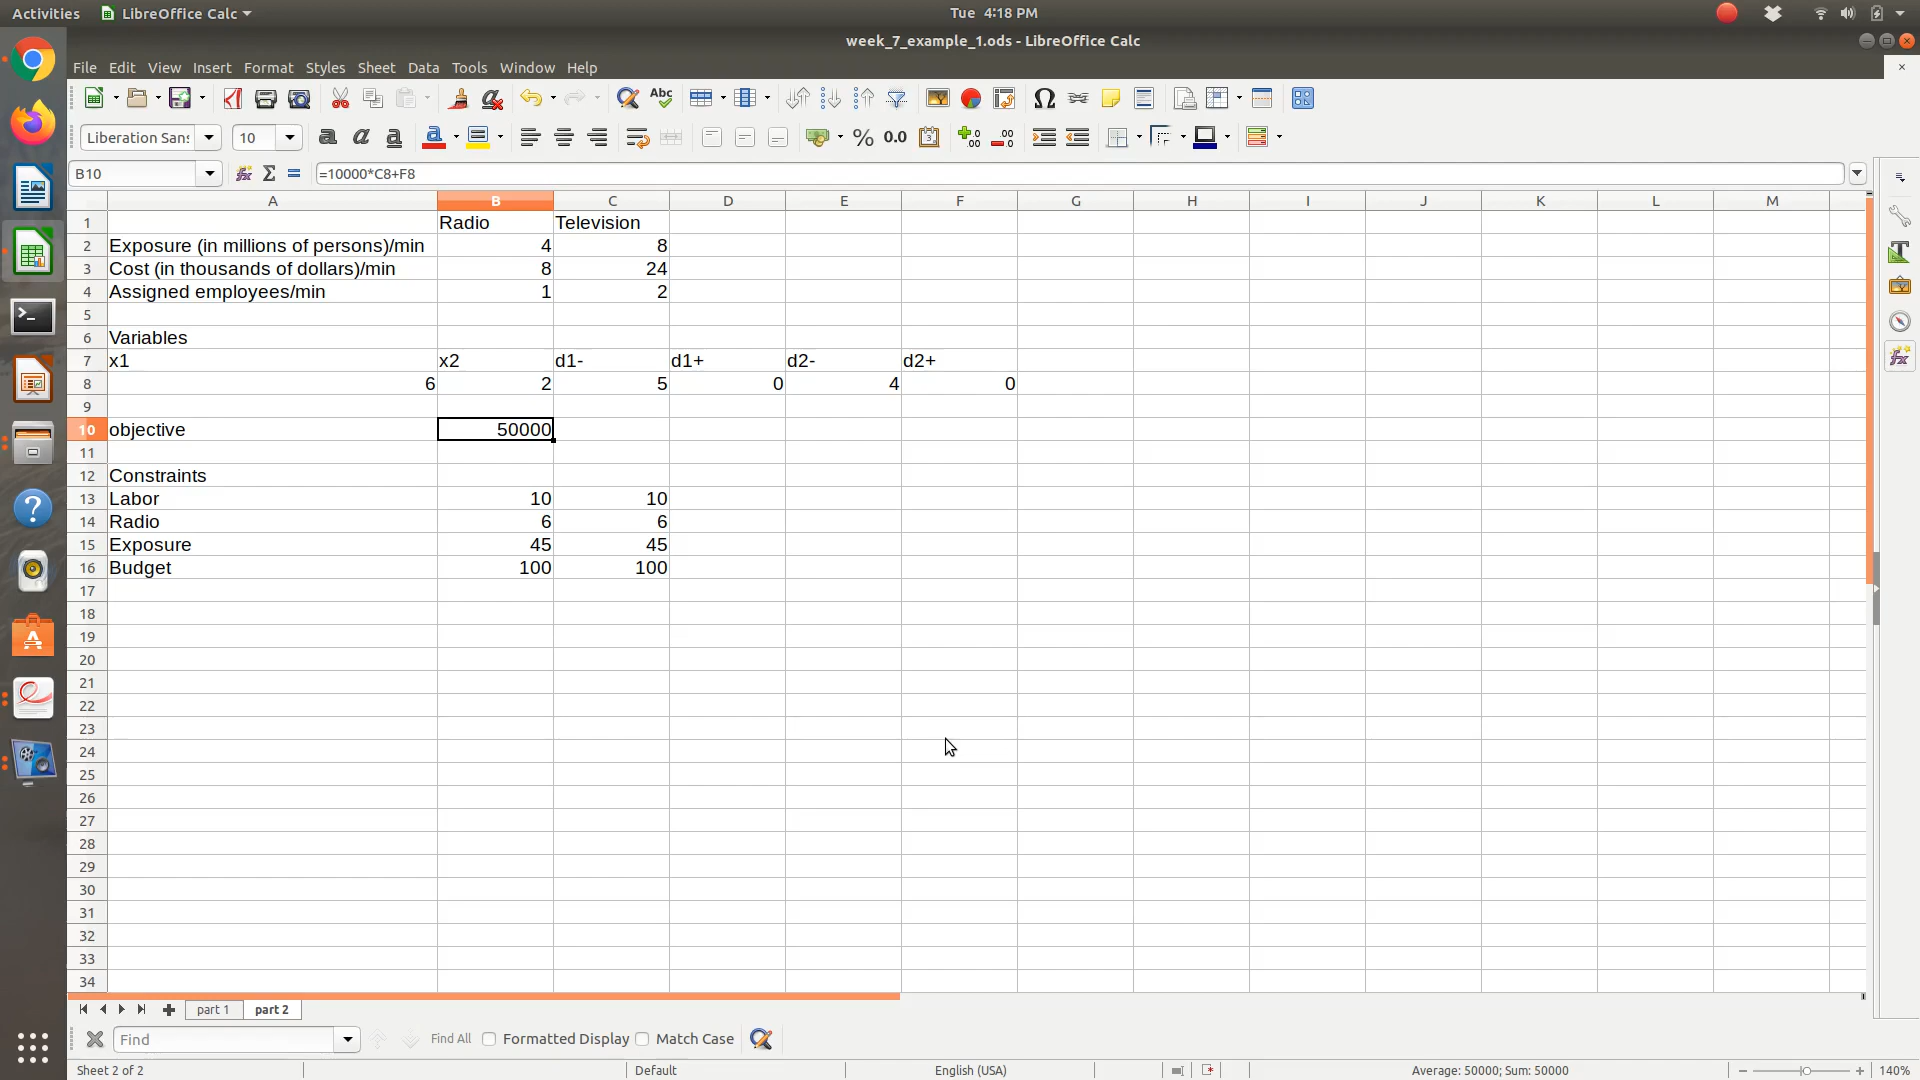 Activities LibreOffice Calc Tue 4:18 PM
week_7_example_1.ods - LibreOffice Calc
File Edit View Insert Format Styles Sheet Data Tools Window Help
Liberation Sans 10
B10 =10000*C8+F8
A B C D E F G H I J K L M
1 Radio Television
2 Exposure (in millions of persons)/min 4 8
3 Cost (in thousands of dollars)/min 8 24
4 Assigned employees/min 1 2
5
6 Variables
7 x1 x2 d1- d1+ d2- d2+
8 6 2 5 0 4 0
9
10 objective 50000
11
12 Constraints
13 Labor 10 10
14 Radio 6 6
15 Exposure 45 45
16 Budget 100 100
17
18
19
20
21
22
23
24
25
26
27
28
29
30
31
32
33
34
part 1 part 2
Find Find All Formatted Display Match Case
Sheet 2 of 2 Default English (USA) Average: 50000; Sum: 50000 140%